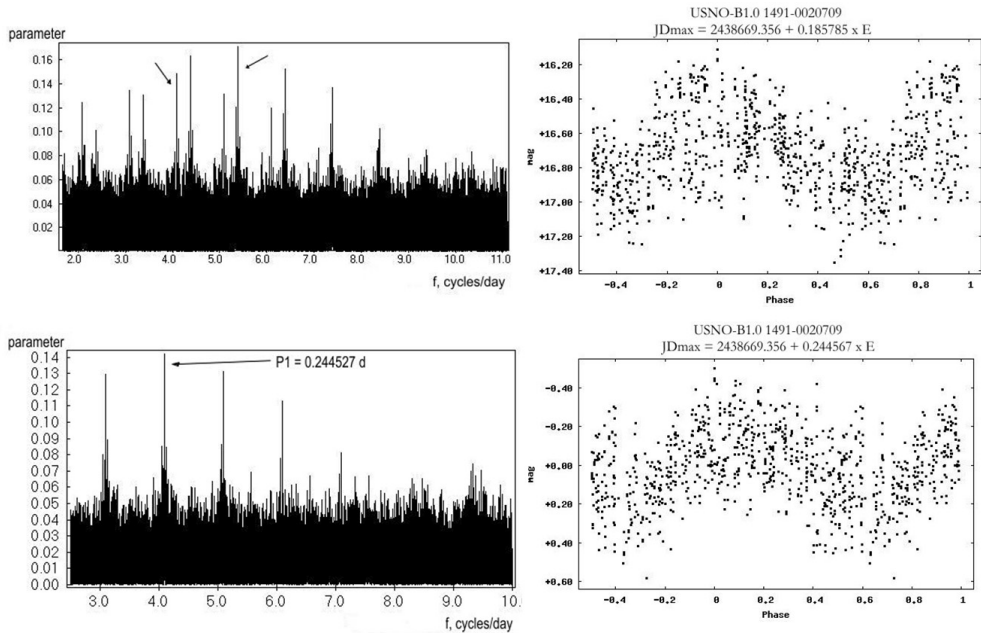 parameter
0.16
0.14
0.12
0.10
0.08
0.06
0.04
0.02
2.0 3.0 4.0 5.0 6.0 7.0 8.0 9.0 10.0 11.0
f, cycles/day
USNO-B1.0 1491-0020709
JDmax = 2438669.356 + 0.185785 x E
+16.20
+16.40
+16.60
+16.80
+17.00
+17.20
+17.40
mag
-0.4 -0.2 0 0.2 0.4 0.6 0.8 1
Phase
parameter
0.14
0.13
0.12
0.11
0.10
0.09
0.08
0.07
0.06
0.05
0.04
0.03
0.02
0.01
0.00
P1 = 0.244527 d
3.0 4.0 5.0 6.0 7.0 8.0 9.0 10.
f, cycles/day
USNO-B1.0 1491-0020709
JDmax = 2438669.356 + 0.244567 x E
-0.40
-0.20
+0.00
+0.20
+0.40
+0.60
mag
-0.4 -0.2 0 0.2 0.4 0.6 0.8 1
Phase